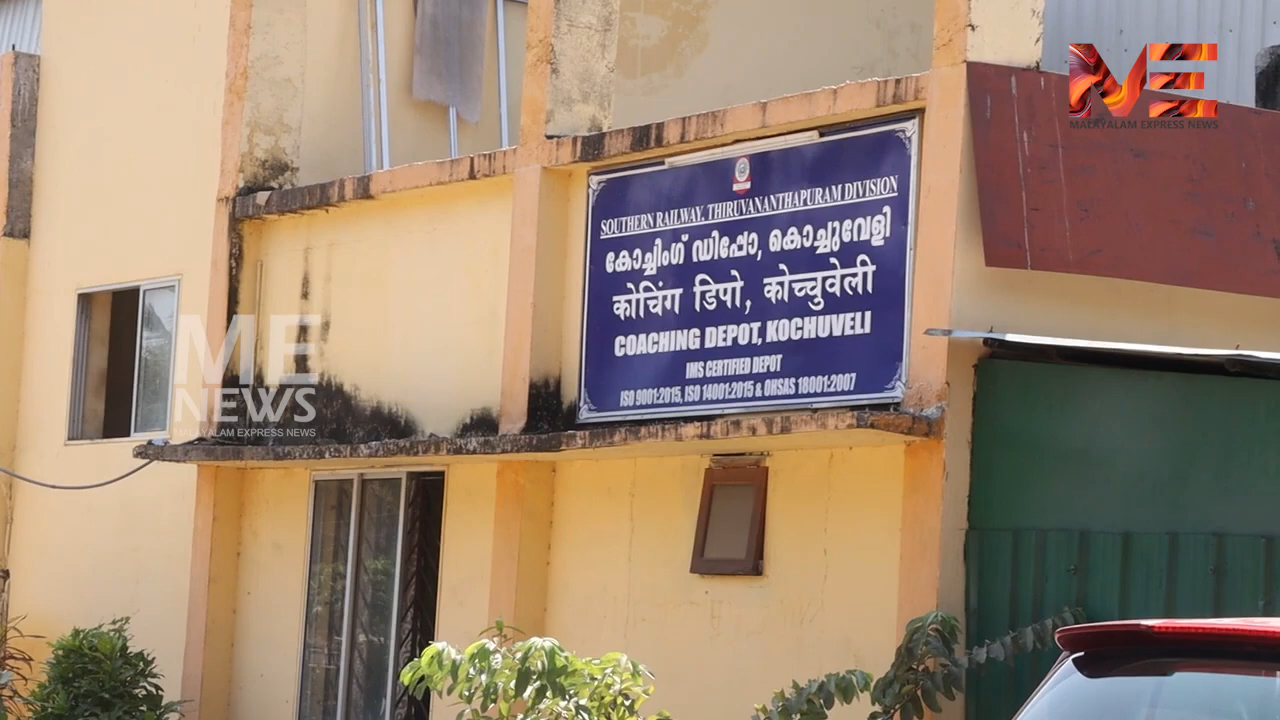 ME
MALAYALAM EXPRESS NEWS
SOUTHERN RAILWAY, THIRUVANANTHAPURAM DIVISION
കോച്ചിംഗ് ഡിപ്പോ, കൊച്ചുവേളി
कोचिंग डिपो, कोच्चुवेली
COACHING DEPOT, KOCHUVELI
IMS CERTIFIED DEPOT
ISO 9001:2015, ISO 14001:2015 & OHSAS 18001:2007
ME
NEWS
MALAYALAM EXPRESS NEWS